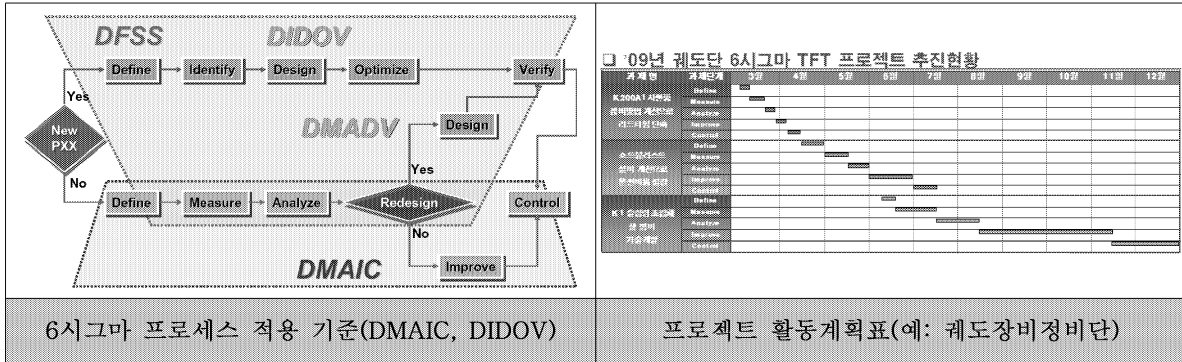 DFSS DIDOV
Define Identify Design Optimize Verify
Yes
New PXX
DMADV
Design
Yes
No
Define Measure Analyze Redesign Control
No
DMAIC
Improve
6시그마 프로세스 적용 기준(DMAIC, DIDOV)
❑ '09년 궤도단 6시그마 TFT 프로젝트 추진현황
과제명 과제단계 3월 4월 5월 6월 7월 8월 9월 10월 11월 12월
Define
Measure
Analyze
Improve
Control
Define
Measure
Analyze
Improve
Control
Define
Measure
Analyze
Improve
Control
프로젝트 활동계획표(예: 궤도장비정비단)